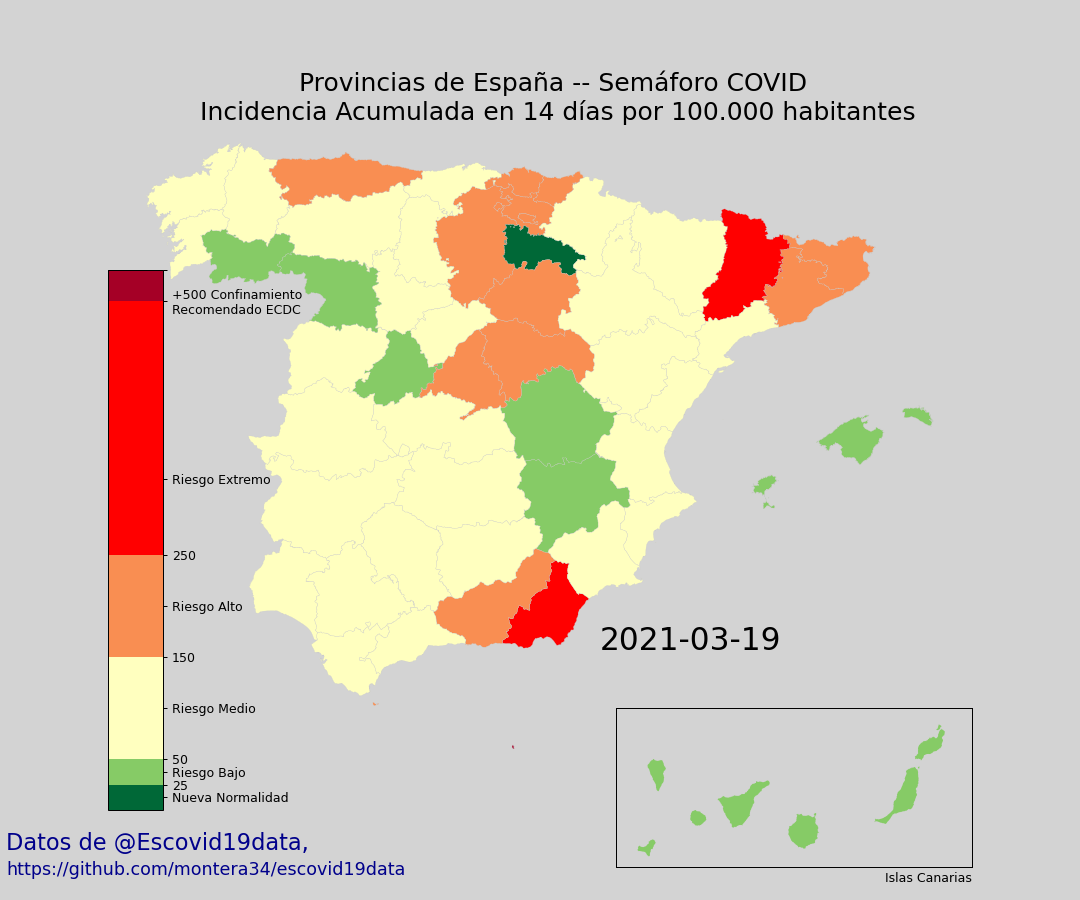 Provincias de España -- Semáforo COVID
Incidencia Acumulada en 14 días por 100.000 habitantes
+500 Confinamiento
Recomendado ECDC
Riesgo Extremo
250
Riesgo Alto
150
Riesgo Medio
50
Riesgo Bajo
25
Nueva Normalidad
2021-03-19
Islas Canarias
Datos de @Escovid19data,
https://github.com/montera34/escovid19data